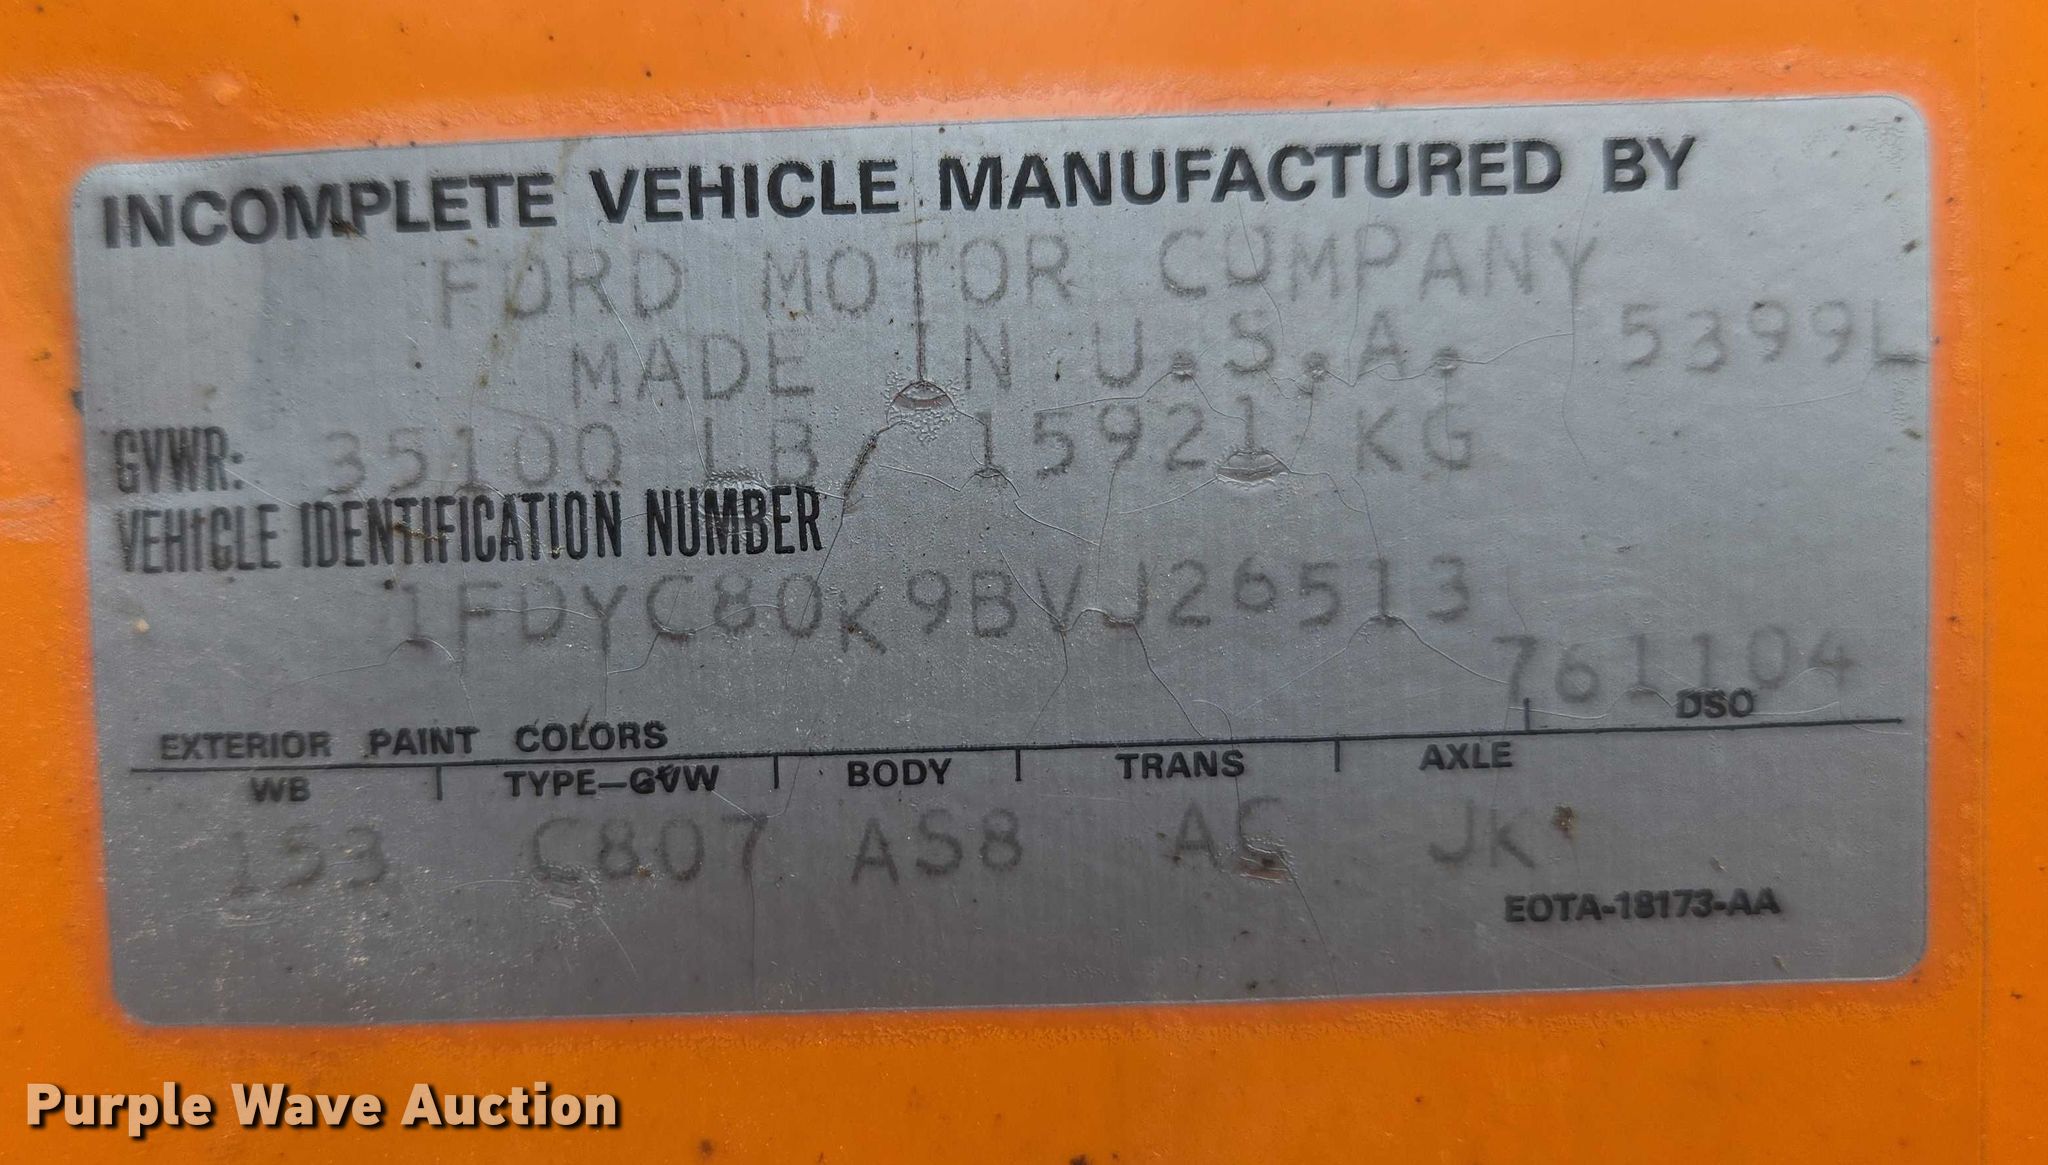 INCOMPLETE VEHICLE MANUFACTURED BY
FORD MOTOR COMPANY
MADE IN U.S.A. 5399L
GVWR: 35100 LB 15921 KG
VEHICLE IDENTIFICATION NUMBER
1FDYC80K9BVJ26513
761104
EXTERIOR PAINT COLORS DSO
WB TYPE-GVW BODY TRANS AXLE
153 C807 AS8 AC JK
EOTA-18173-AA
Purple Wave Auction